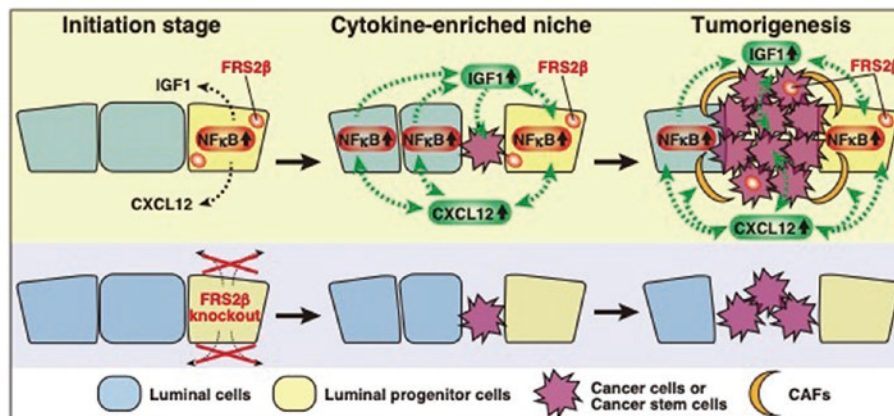 Initiation stage
Cytokine-enriched niche
Tumorigenesis
IGF1
FRS2β
NFκB
CXCL12
IGF1
FRS2β
NFκB
NFκB
NFκB
CXCL12
IGF1
FRS2β
NFκB
NFκB
CXCL12
FRS2β
knockout
Luminal cells
Luminal progenitor cells
Cancer cells or
Cancer stem cells
CAFs